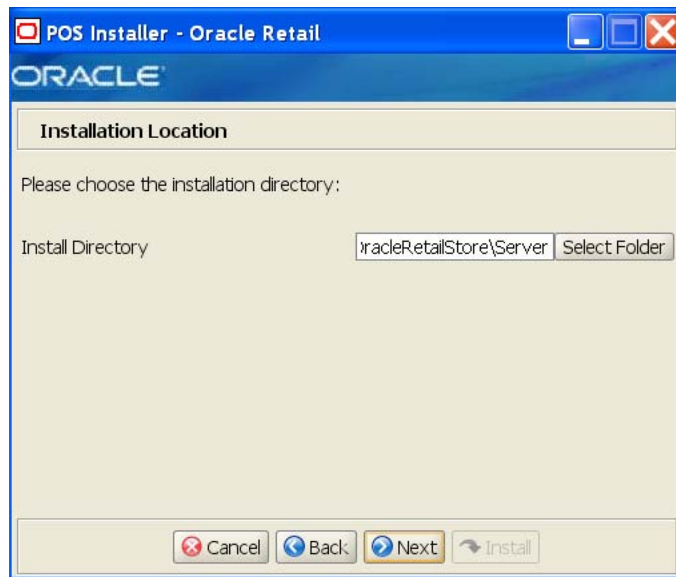 POS Installer - Oracle Retail
ORACLE
Installation Location
Please choose the installation directory:
Install Directory
racleRetailStore\Server
Select Folder
Cancel
Back
Next
Install